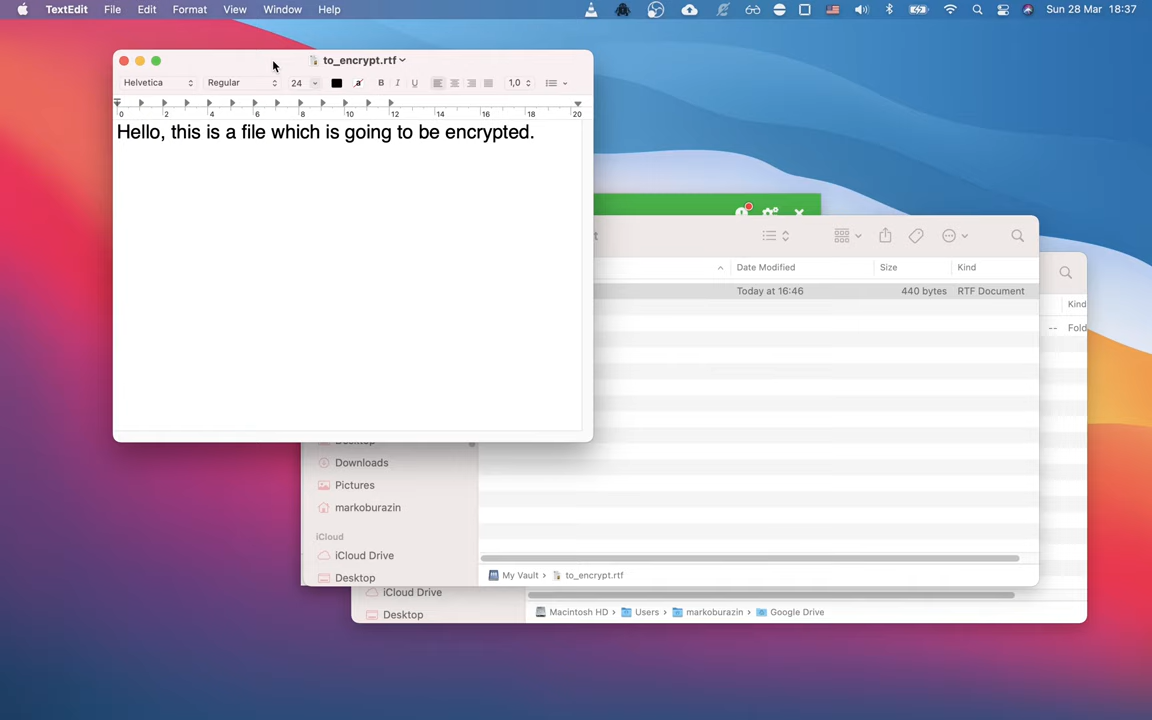 TextEdit File Edit Format View Window Help Sun 28 Mar 18:37
to_encrypt.rtf
Helvetica Regular 24 a B I U 1,0
0 2 4 6 8 10 12 14 16 18 20
Hello, this is a file which is going to be encrypted.
t
Date Modified Size Kind
Today at 16:46 440 bytes RTF Document
Kind
-- Fold
Desktop
Downloads
Pictures
markoburazin
iCloud
iCloud Drive
Desktop
My Vault › to_encrypt.rtf
iCloud Drive
Desktop
Macintosh HD › Users › markoburazin › Google Drive